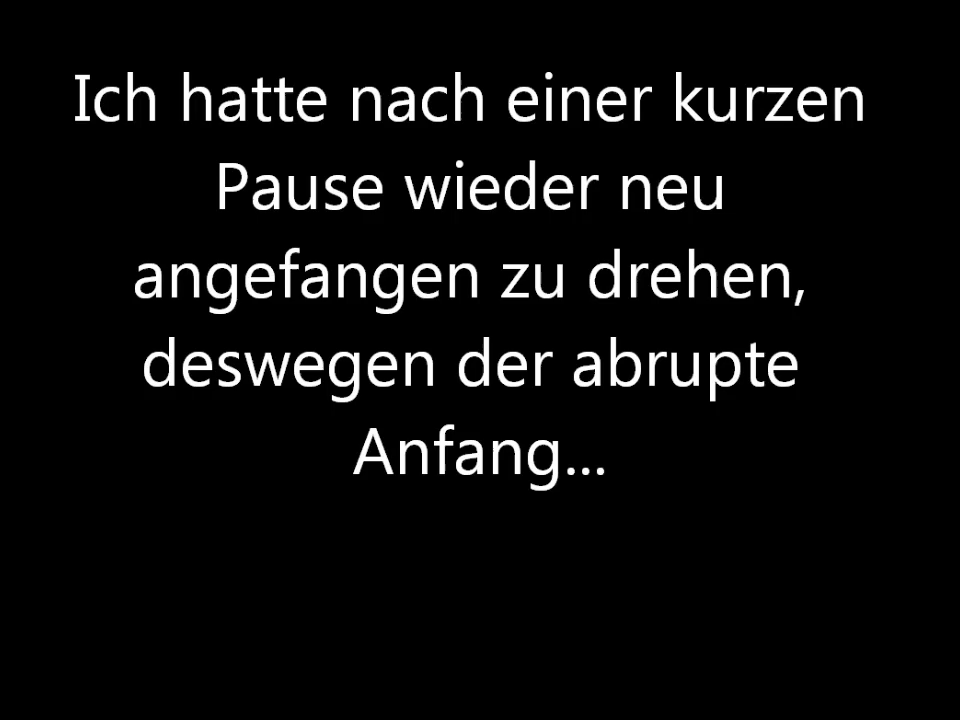 Ich hatte nach einer kurzen
Pause wieder neu
angefangen zu drehen,
deswegen der abrupte
Anfang...